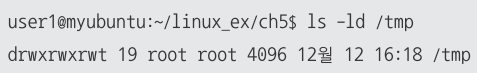 user1@myubuntu:~/linux_ex/ch5$ ls -ld /tmp
drwxrwxrwt 19 root root 4096 12월 12 16:18 /tmp